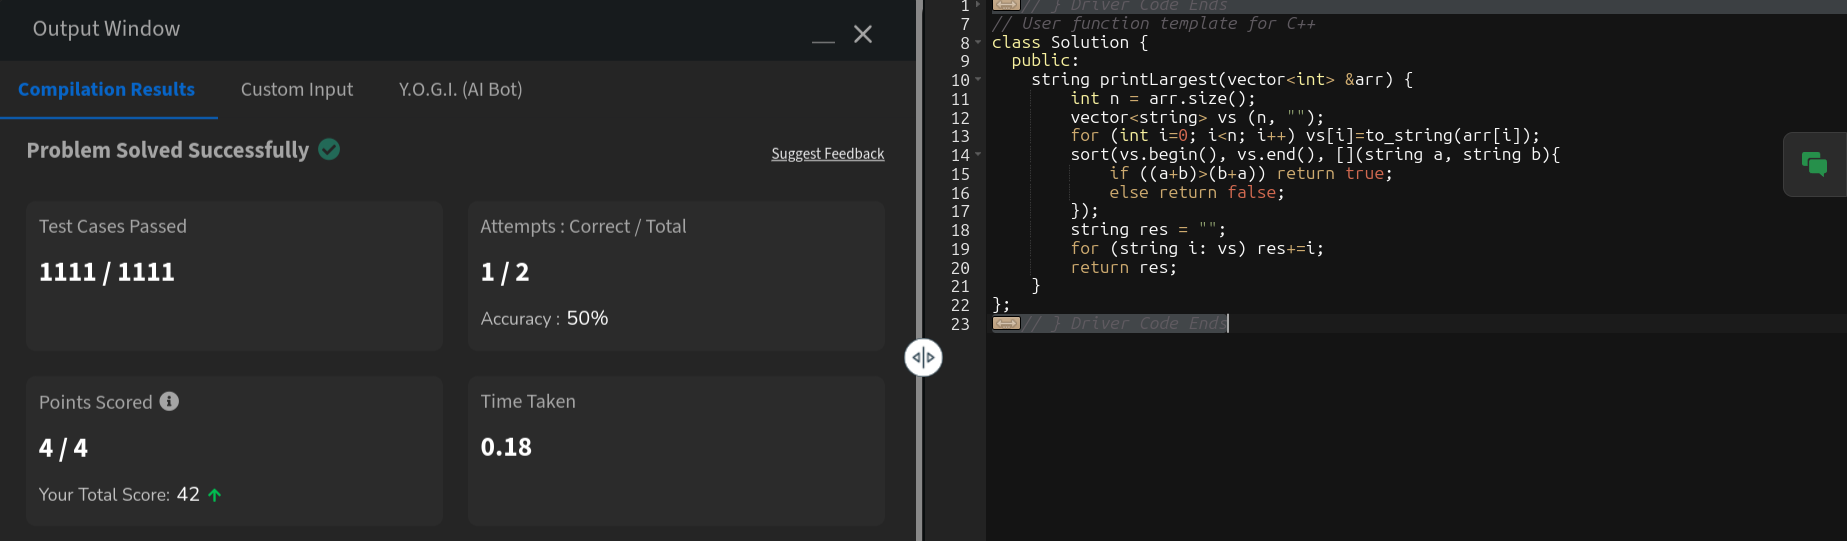 Output Window
Compilation Results
Custom Input
Y.O.G.I. (AI Bot)
Problem Solved Successfully
Suggest Feedback
Test Cases Passed
1111 / 1111
Attempts : Correct / Total
1 / 2
Accuracy : 50%
Points Scored
4 / 4
Your Total Score: 42
Time Taken
0.18
1 // } Driver Code Ends
7 // User function template for C++
8 class Solution {
9   public:
10     string printLargest(vector<int> &arr) {
11         int n = arr.size();
12         vector<string> vs (n, "");
13         for (int i=0; i<n; i++) vs[i]=to_string(arr[i]);
14         sort(vs.begin(), vs.end(), [](string a, string b){
15             if ((a+b)>(b+a)) return true;
16             else return false;
17         });
18         string res = "";
19         for (string i: vs) res+=i;
20         return res;
21     }
22 };
23 // } Driver Code Ends